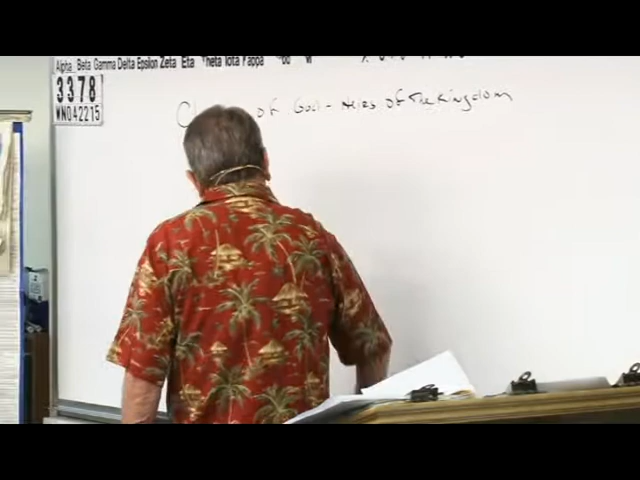 Alpha Beta Gamma Delta Epsilon Zeta Eta Theta Iota Kappa
3378
WN042215
of God - Heirs of The Kingdom